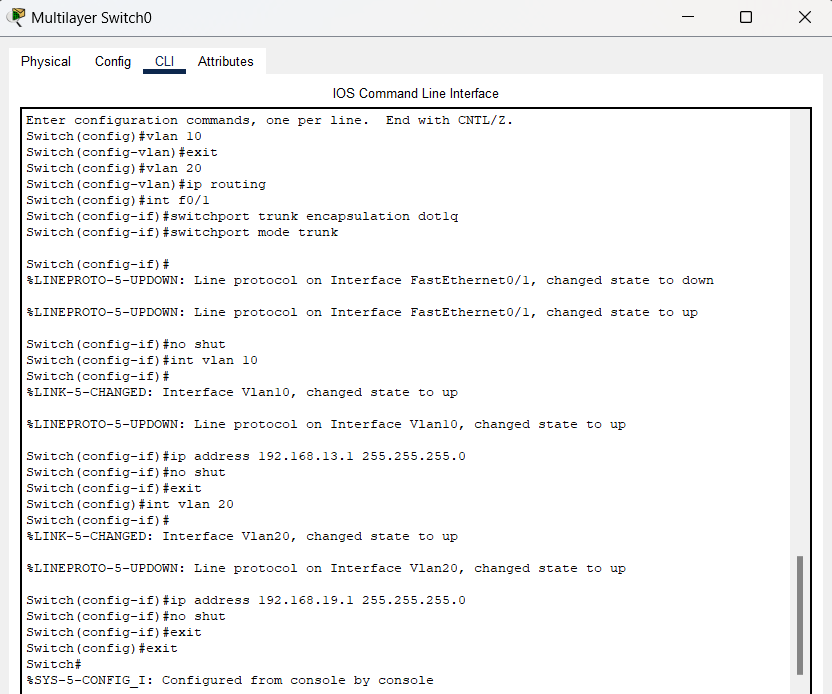 Multilayer Switch0
Physical Config CLI Attributes
IOS Command Line Interface
Enter configuration commands, one per line.  End with CNTL/Z.
Switch(config)#vlan 10
Switch(config-vlan)#exit
Switch(config)#vlan 20
Switch(config-vlan)#ip routing
Switch(config)#int f0/1
Switch(config-if)#switchport trunk encapsulation dot1q
Switch(config-if)#switchport mode trunk
Switch(config-if)#
%LINEPROTO-5-UPDOWN: Line protocol on Interface FastEthernet0/1, changed state to down
%LINEPROTO-5-UPDOWN: Line protocol on Interface FastEthernet0/1, changed state to up
Switch(config-if)#no shut
Switch(config-if)#int vlan 10
Switch(config-if)#
%LINK-5-CHANGED: Interface Vlan10, changed state to up
%LINEPROTO-5-UPDOWN: Line protocol on Interface Vlan10, changed state to up
Switch(config-if)#ip address 192.168.13.1 255.255.255.0
Switch(config-if)#no shut
Switch(config-if)#exit
Switch(config)#int vlan 20
Switch(config-if)#
%LINK-5-CHANGED: Interface Vlan20, changed state to up
%LINEPROTO-5-UPDOWN: Line protocol on Interface Vlan20, changed state to up
Switch(config-if)#ip address 192.168.19.1 255.255.255.0
Switch(config-if)#no shut
Switch(config-if)#exit
Switch(config)#exit
Switch#
%SYS-5-CONFIG_I: Configured from console by console